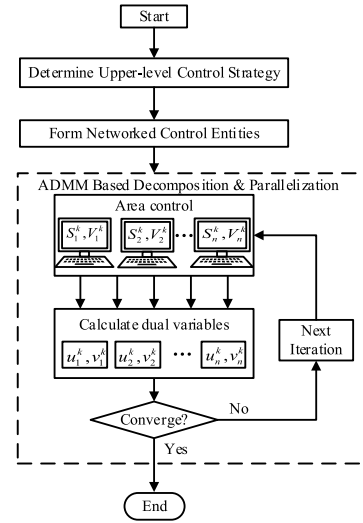 Start
Determine Upper-level Control Strategy
Form Networked Control Entities
ADMM Based Decomposition & Parallelization
Area control
S₁ᵏ,V₁ᵏ S₂ᵏ,V₂ᵏ ··· Sₙᵏ,Vₙᵏ
Calculate dual variables
u₁ᵏ,v₁ᵏ u₂ᵏ,v₂ᵏ ··· uₙᵏ,vₙᵏ
Next
Iteration
Converge?
No
Yes
End